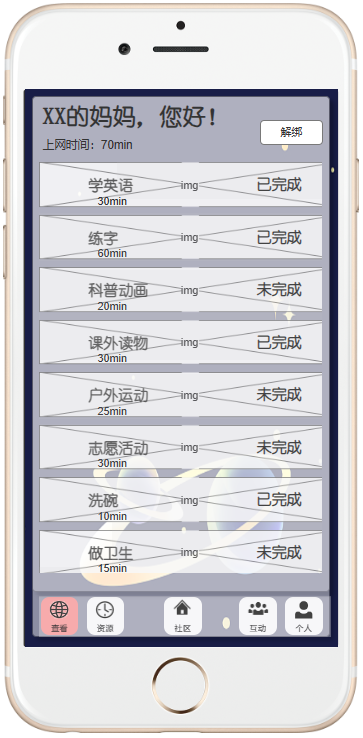 XX的妈妈，您好！
上网时间：70min
解绑
学英语 img 已完成
30min
练字 img 已完成
60min
科普动画 img 未完成
20min
课外读物 img 已完成
30min
户外运动 img 未完成
25min
志愿活动 img 未完成
30min
洗碗 img 已完成
10min
做卫生 img 未完成
15min
查看 资源 社区 互动 个人